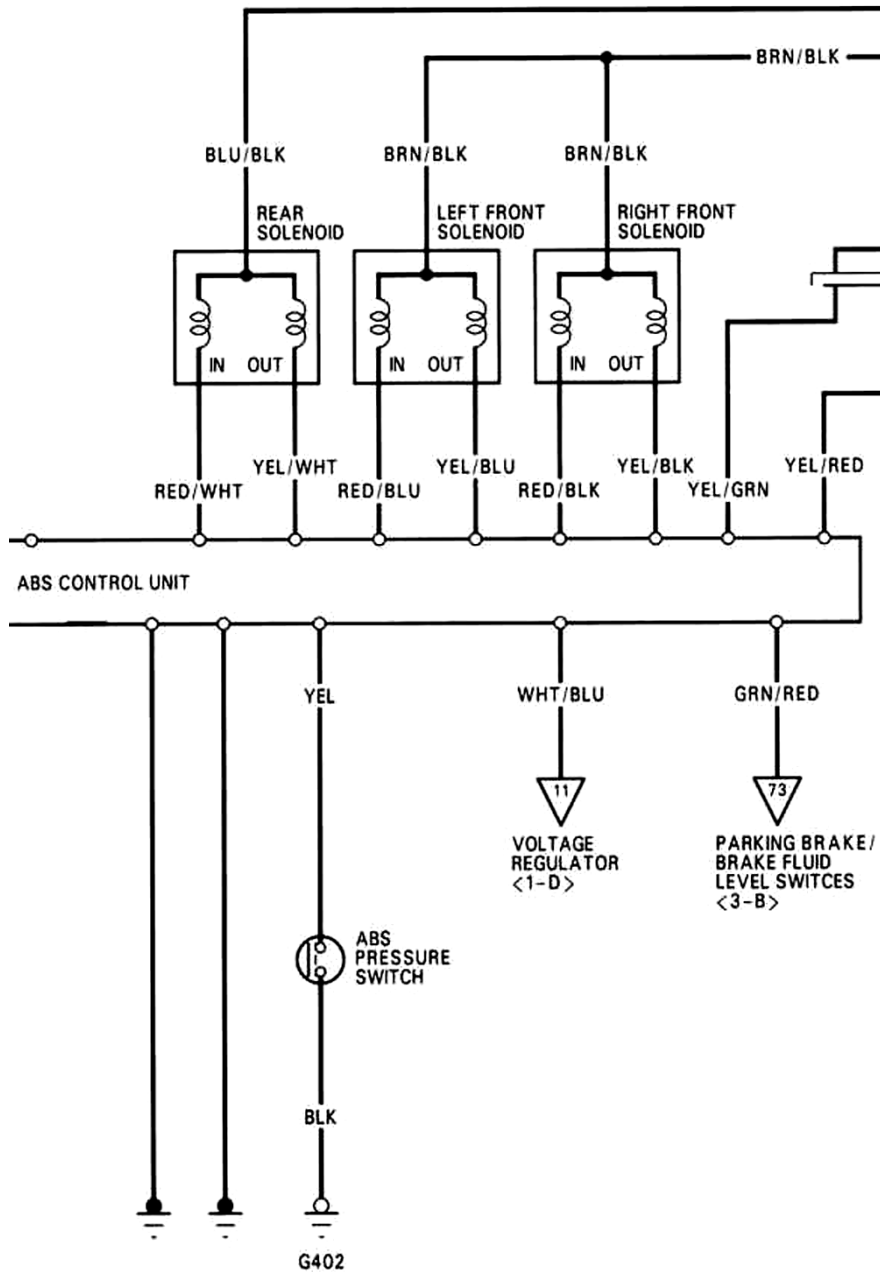 BRN/BLK
BLU/BLK
BRN/BLK
BRN/BLK
REAR
SOLENOID
LEFT FRONT
SOLENOID
RIGHT FRONT
SOLENOID
IN OUT
IN OUT
IN OUT
YEL/WHT
YEL/BLU
YEL/BLK
YEL/RED
RED/WHT
RED/BLU
RED/BLK
YEL/GRN
ABS CONTROL UNIT
YEL
WHT/BLU
GRN/RED
11
73
VOLTAGE
REGULATOR
<1-D>
PARKING BRAKE/
BRAKE FLUID
LEVEL SWITCES
<3-B>
ABS
PRESSURE
SWITCH
BLK
G402